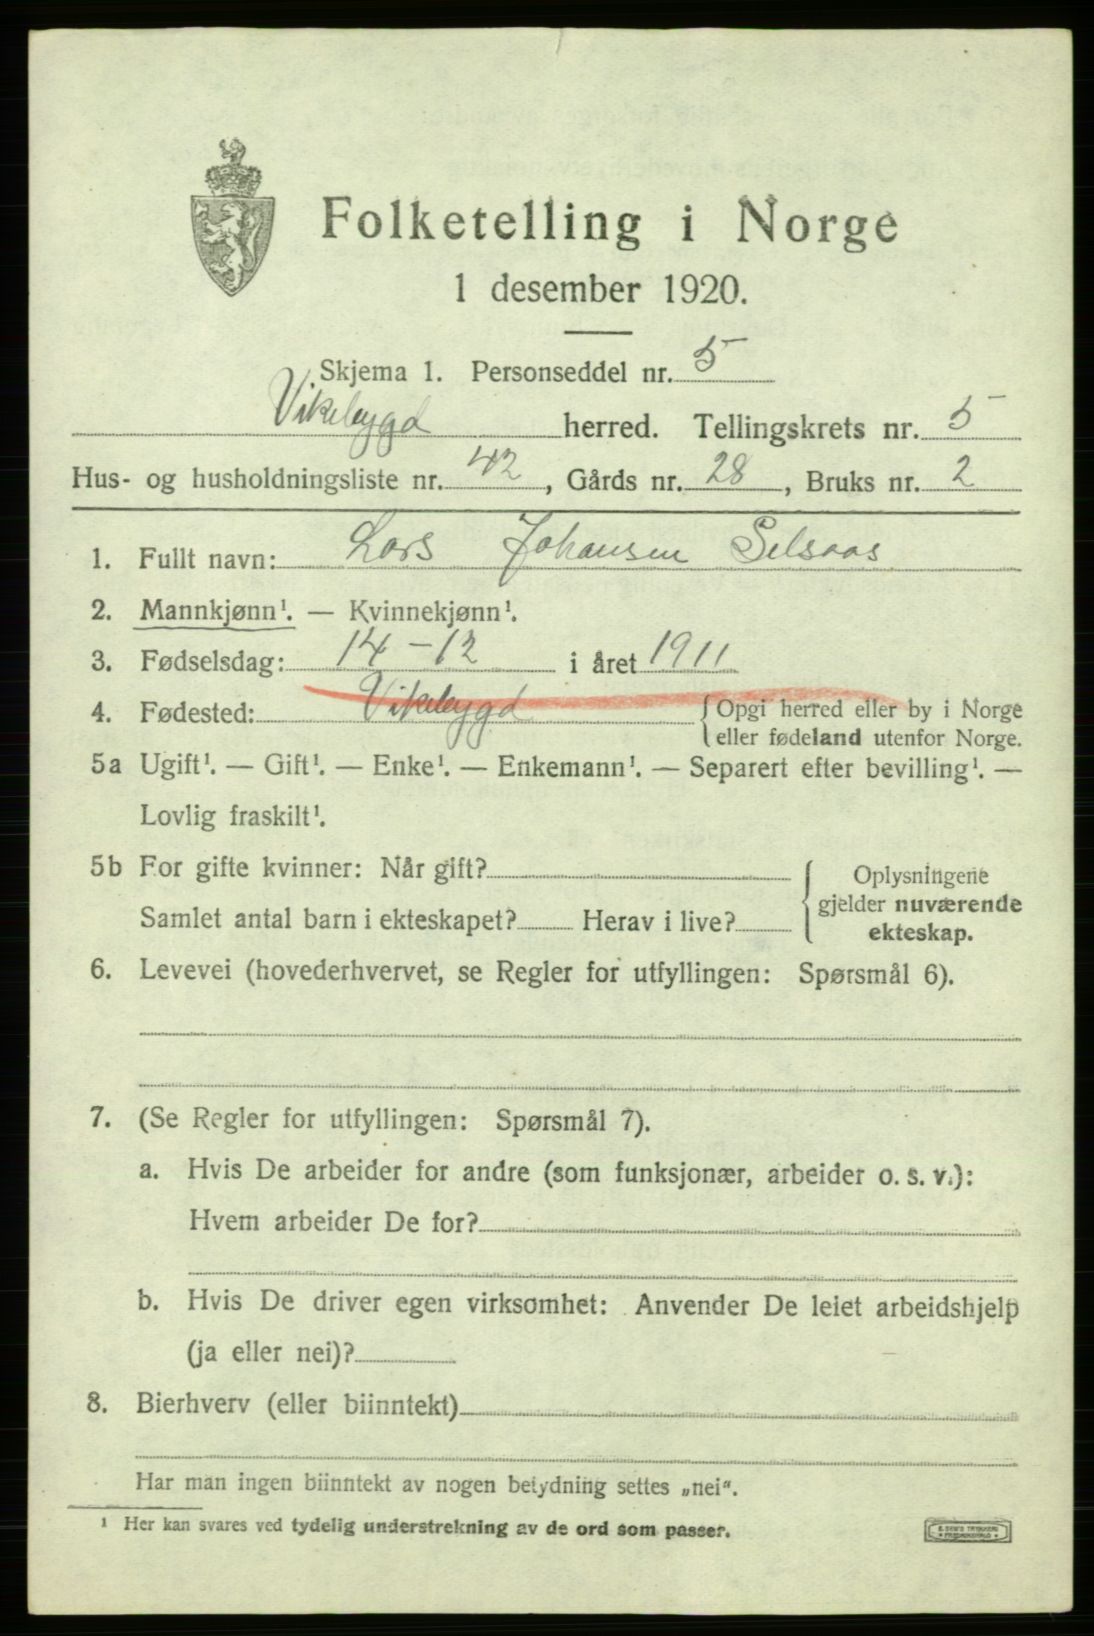 Folketelling i Norge
1 desember 1920.
Skjema 1. Personseddel nr. 5
Vikebygd herred. Tellingskrets nr. 5
Hus- og husholdningsliste nr. 42, Gårds nr. 28, Bruks nr. 2
1. Fullt navn: Lars Johansen Selsaas
2. Mannkjønn¹. — Kvinnekjønn¹.
3. Fødselsdag: 14-12 i året 1911
4. Fødested: Vikebygd {Opgi herred eller by i Norge
eller fødeland utenfor Norge.
5a Ugift¹. — Gift¹. — Enke¹. — Enkemann¹. — Separert efter bevilling¹. —
Lovlig fraskilt¹.
5b For gifte kvinner: Når gift? { Oplysningene
gjelder nuværende
Samlet antal barn i ekteskapet? Herav i live?
ekteskap.
6. Levevei (hovederhvervet, se Regler for utfyllingen: Spørsmål 6).
7. (Se Regler for utfyllingen: Spørsmål 7).
a. Hvis De arbeider for andre (som funksjonær, arbeider o. s. v.):
Hvem arbeider De for?
b. Hvis De driver egen virksomhet: Anvender De leiet arbeidshjelp
(ja eller nei)?
8. Bierhverv (eller biinntekt)
Har man ingen biinntekt av nogen betydning settes „nei“.
¹ Her kan svares ved tydelig understrekning av de ord som passer.